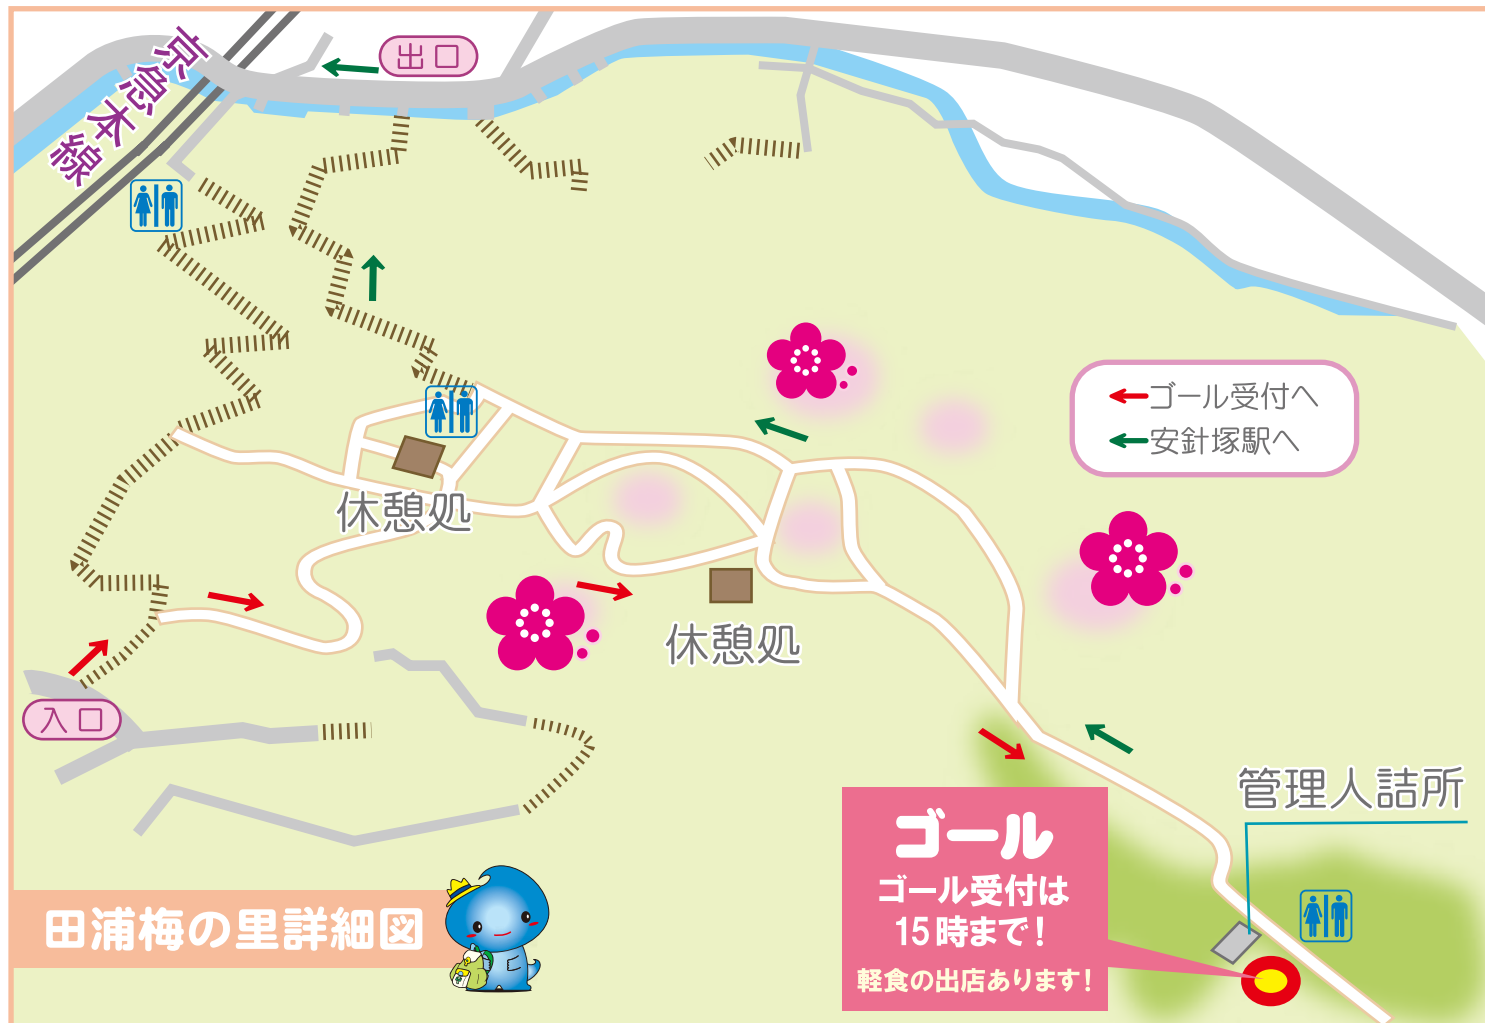 出口
京急本線
ゴール受付へ
安針塚駅へ
休憩処
休憩処
入口
管理人詰所
ゴール
ゴール受付は
15時まで!
軽食の出店あります!
田浦梅の里詳細図